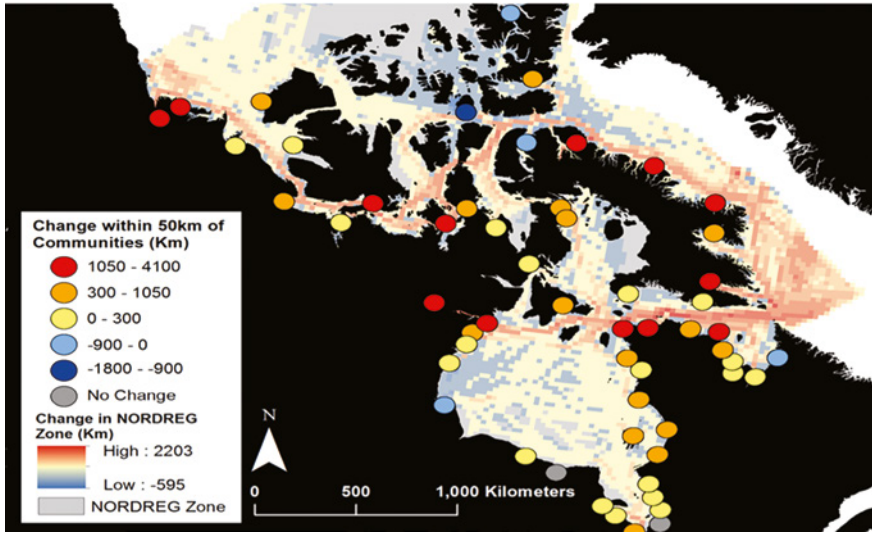 Change within 50km of
Communities (Km)
1050 - 4100
300 - 1050
0 - 300
-900 - 0
-1800 - -900
No Change
Change in NORDREG
Zone (Km)
High : 2203
Low : -595
NORDREG Zone
N
0 500 1,000 Kilometers